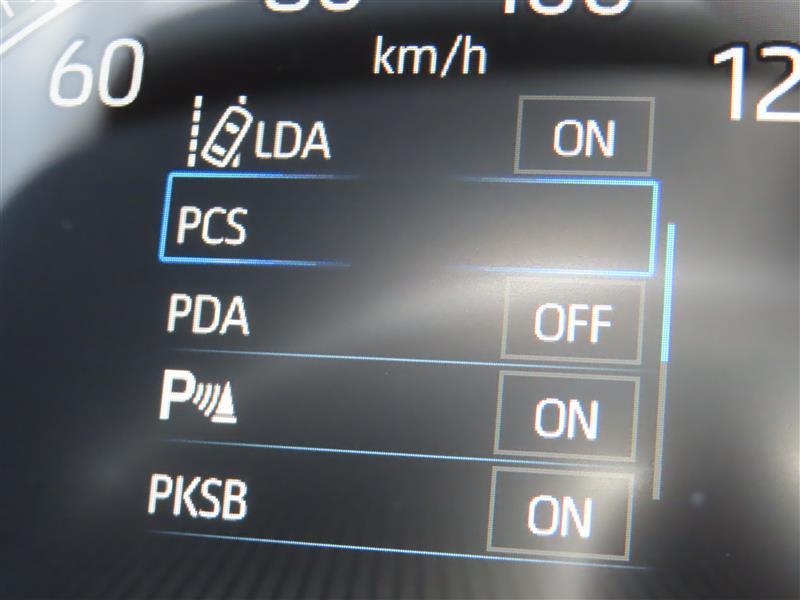 60
km/h
12
LDA ON
PCS
PDA OFF
P ON
PKSB ON